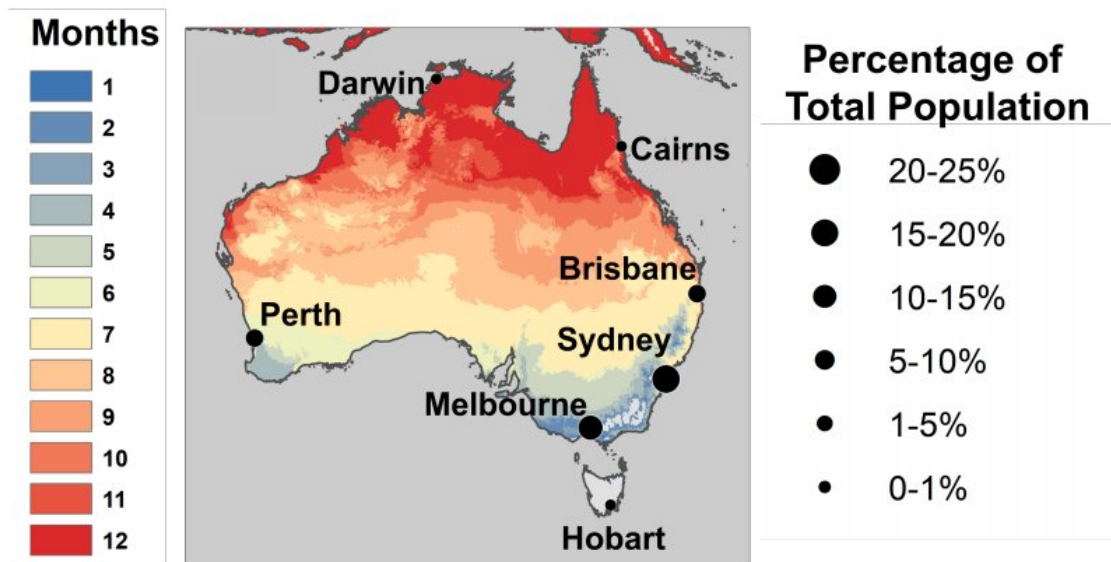 Months
1
2
3
4
5
6
7
8
9
10
11
12
Darwin
Cairns
Brisbane
Perth
Sydney
Melbourne
Hobart
Percentage of
Total Population
20-25%
15-20%
10-15%
5-10%
1-5%
0-1%